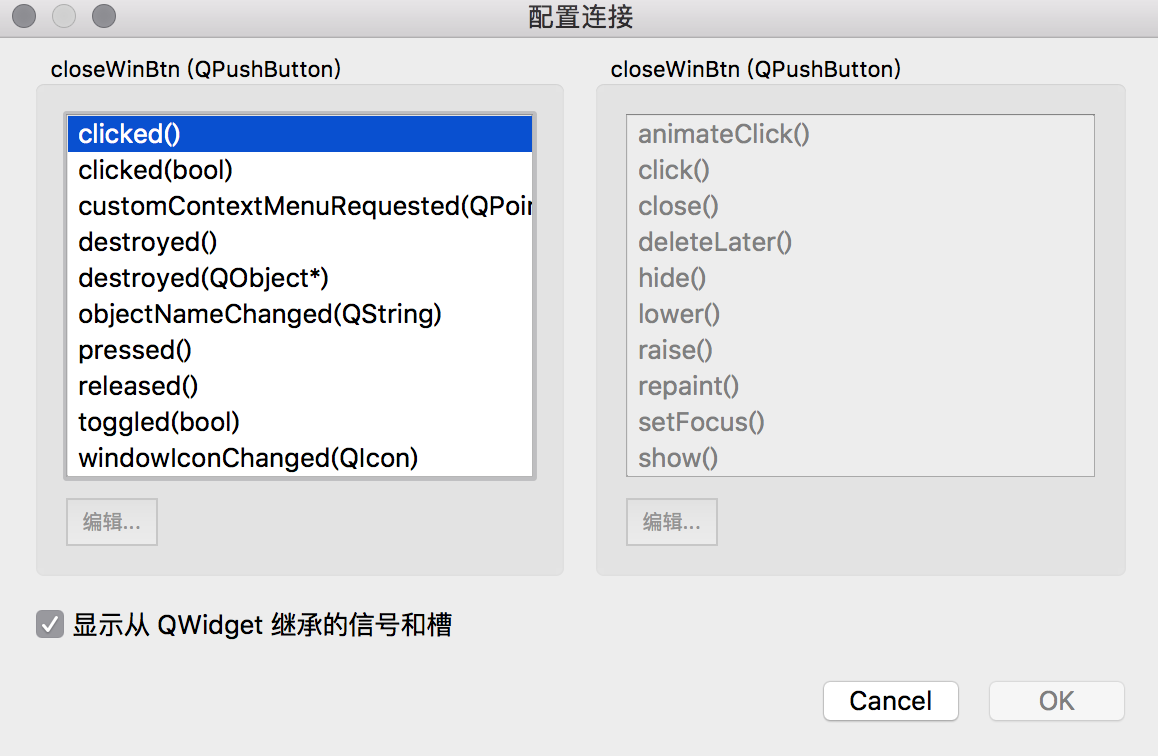 配置连接
closeWinBtn (QPushButton)
clicked()
clicked(bool)
customContextMenuRequested(QPoin
destroyed()
destroyed(QObject*)
objectNameChanged(QString)
pressed()
released()
toggled(bool)
windowIconChanged(QIcon)
编辑...
closeWinBtn (QPushButton)
animateClick()
click()
close()
deleteLater()
hide()
lower()
raise()
repaint()
setFocus()
show()
编辑...
显示从 QWidget 继承的信号和槽
Cancel
OK